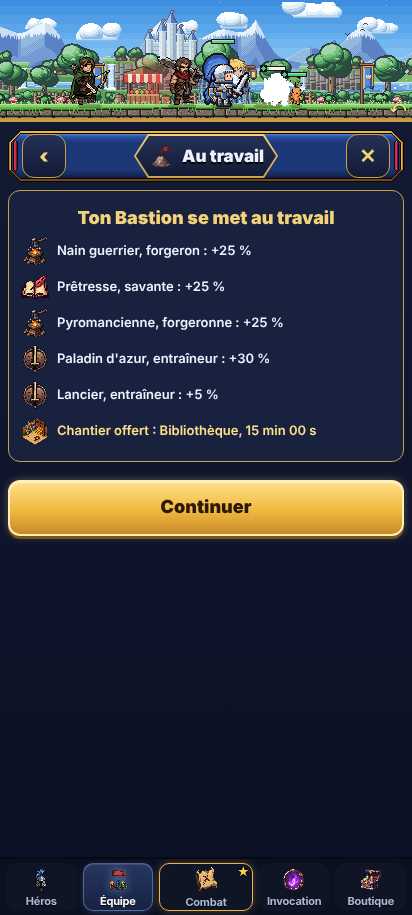 ‹
Au travail
✕
Ton Bastion se met au travail
Nain guerrier, forgeron : +25 %
Prêtresse, savante : +25 %
Pyromancienne, forgeronne : +25 %
Paladin d'azur, entraîneur : +30 %
Lancier, entraîneur : +5 %
Chantier offert : Bibliothèque, 15 min 00 s
Continuer
Héros
Équipe
Combat
Invocation
Boutique